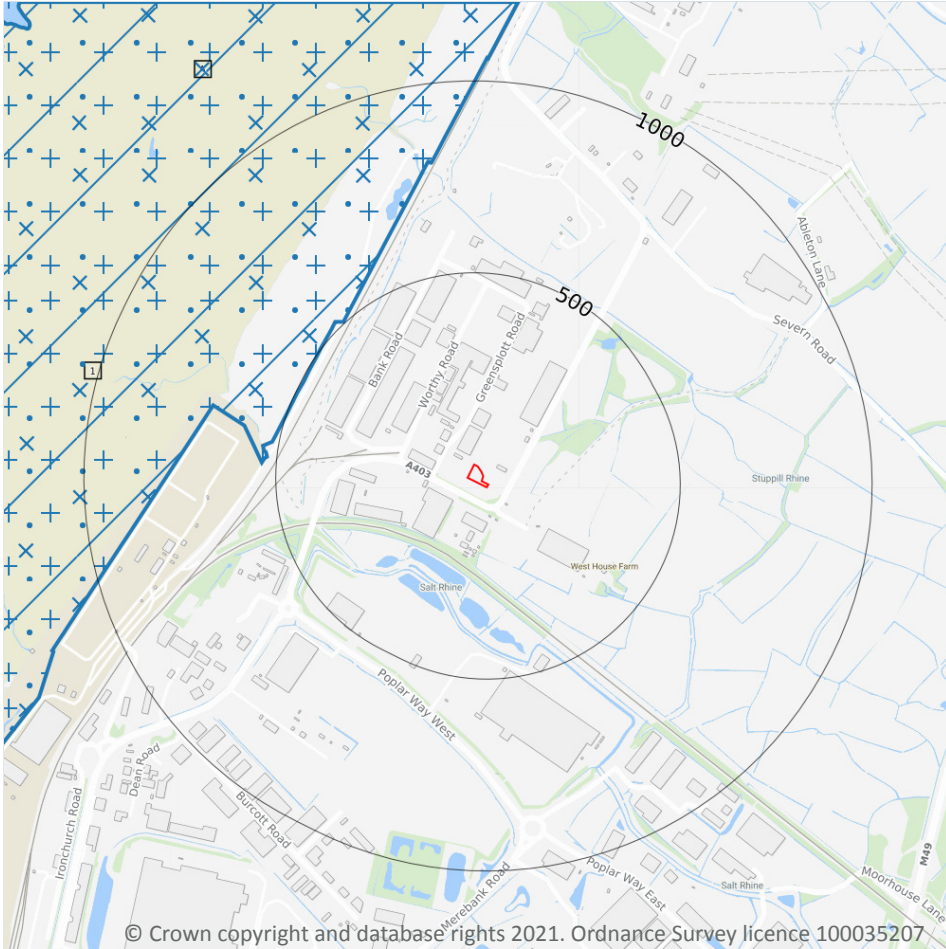 1000
Ableton Lane
500
Severn Road
1
Bank Road
Worthy Road
Greensplott Road
A403
Stuppill Rhine
West House Farm
Salt Rhine
Poplar Way West
Dean Road
Ironchurch Road
Burcott Road
Merebank Road
Poplar Way East
Salt Rhine
M49
Moorhouse Lane
© Crown copyright and database rights 2021. Ordnance Survey licence 100035207